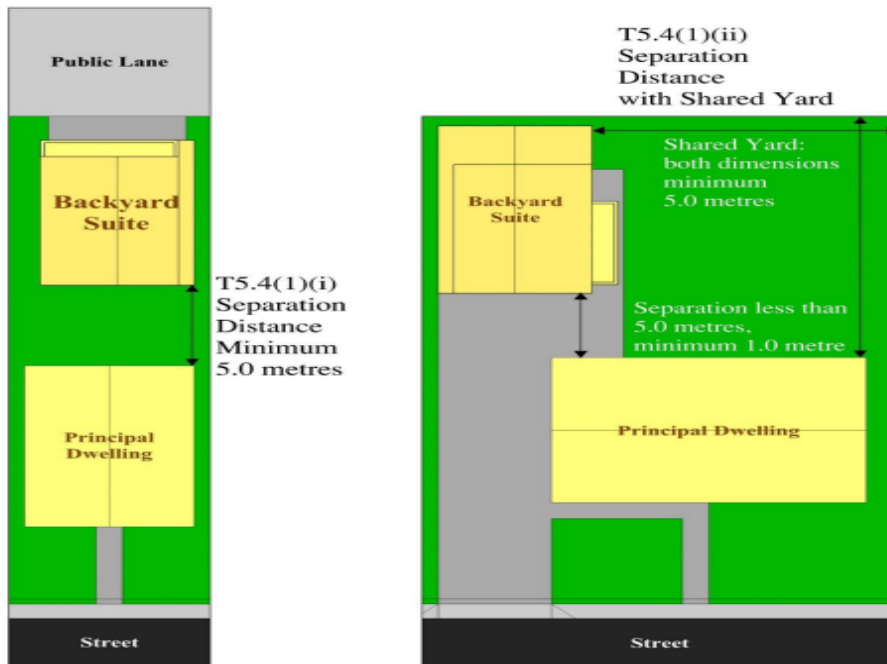 Public Lane
Backyard
Suite
T5.4(1)(i)
Separation
Distance
Minimum
5.0 metres
Principal
Dwelling
Street
T5.4(1)(ii)
Separation
Distance
with Shared Yard
Shared Yard:
both dimensions
minimum
5.0 metres
Backyard
Suite
Separation less than
5.0 metres,
minimum 1.0 metre
Principal Dwelling
Street